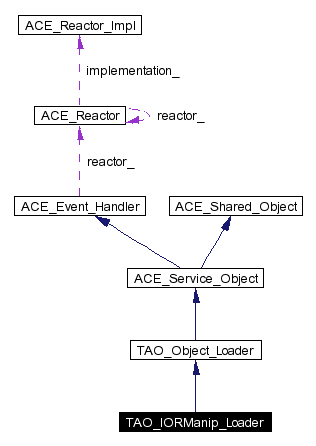 ACE_Reactor_Impl
implementation_
ACE_Reactor
reactor_
reactor_
ACE_Event_Handler
ACE_Shared_Object
ACE_Service_Object
TAO_Object_Loader
TAO_IORManip_Loader